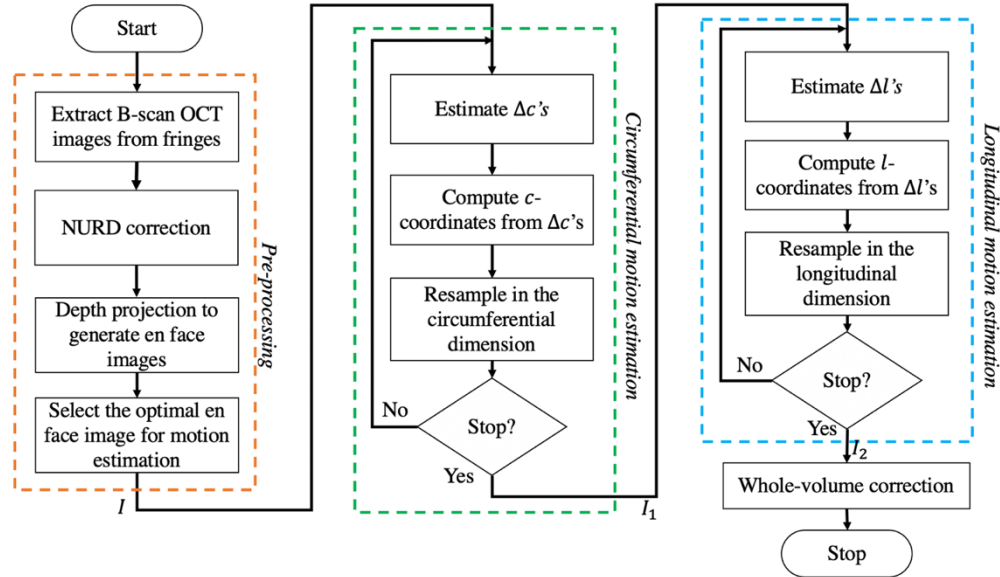 Start
Extract B-scan OCT
images from fringes
NURD correction
Depth projection to
generate en face
images
Select the optimal en
face image for motion
estimation
Pre-processing
I
Estimate Δc's
Compute c-
coordinates from Δc's
Resample in the
circumferential
dimension
No
Stop?
Yes
Circumferential motion estimation
I₁
Estimate Δl's
Compute l-
coordinates from Δl's
Resample in the
longitudinal
dimension
No
Stop?
Yes
Longitudinal motion estimation
I₂
Whole-volume correction
Stop